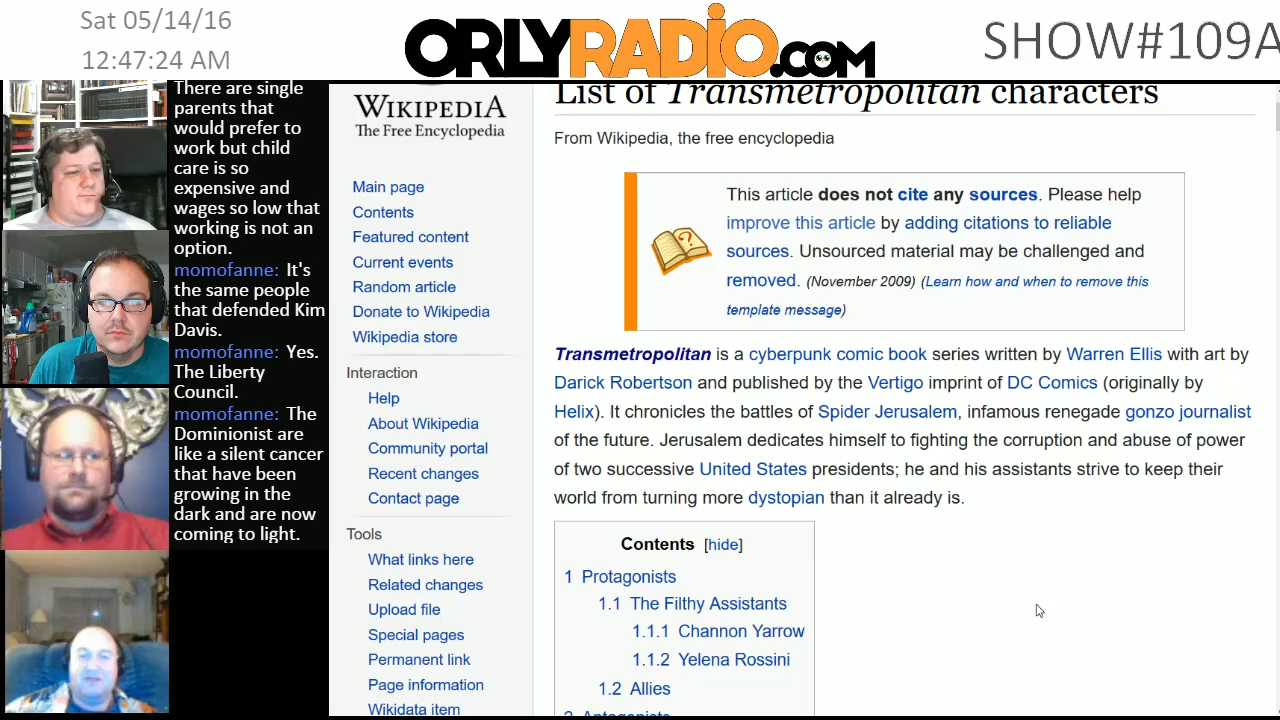 Sat 05/14/16
12:47:24 AM
ORLYRADIO.COM
SHOW#109A
There are single
parents that
would prefer to
work but child
care is so
expensive and
wages so low that
working is not an
option.
momofanne: It's
the same people
that defended Kim
Davis.
momofanne: Yes.
The Liberty
Council.
momofanne: The
Dominionist are
like a silent cancer
that have been
growing in the
dark and are now
coming to light.
WIKIPEDIA
The Free Encyclopedia
Main page
Contents
Featured content
Current events
Random article
Donate to Wikipedia
Wikipedia store
Interaction
Help
About Wikipedia
Community portal
Recent changes
Contact page
Tools
What links here
Related changes
Upload file
Special pages
Permanent link
Page information
Wikidata item
List of Transmetropolitan characters
From Wikipedia, the free encyclopedia
This article does not cite any sources. Please help
improve this article by adding citations to reliable
sources. Unsourced material may be challenged and
removed. (November 2009) (Learn how and when to remove this
template message)
Transmetropolitan is a cyberpunk comic book series written by Warren Ellis with art by
Darick Robertson and published by the Vertigo imprint of DC Comics (originally by
Helix). It chronicles the battles of Spider Jerusalem, infamous renegade gonzo journalist
of the future. Jerusalem dedicates himself to fighting the corruption and abuse of power
of two successive United States presidents; he and his assistants strive to keep their
world from turning more dystopian than it already is.
Contents [hide]
1 Protagonists
1.1 The Filthy Assistants
1.1.1 Channon Yarrow
1.1.2 Yelena Rossini
1.2 Allies
2 Antagonists